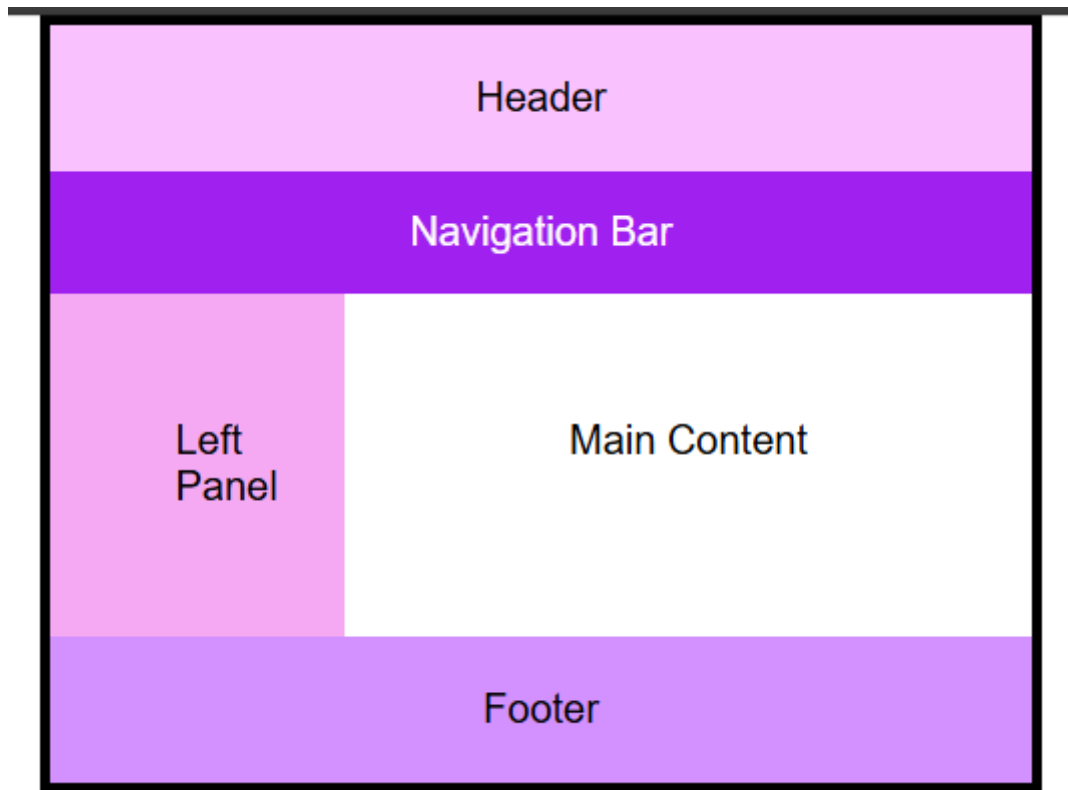 Header
Navigation Bar
Left
Panel
Main Content
Footer